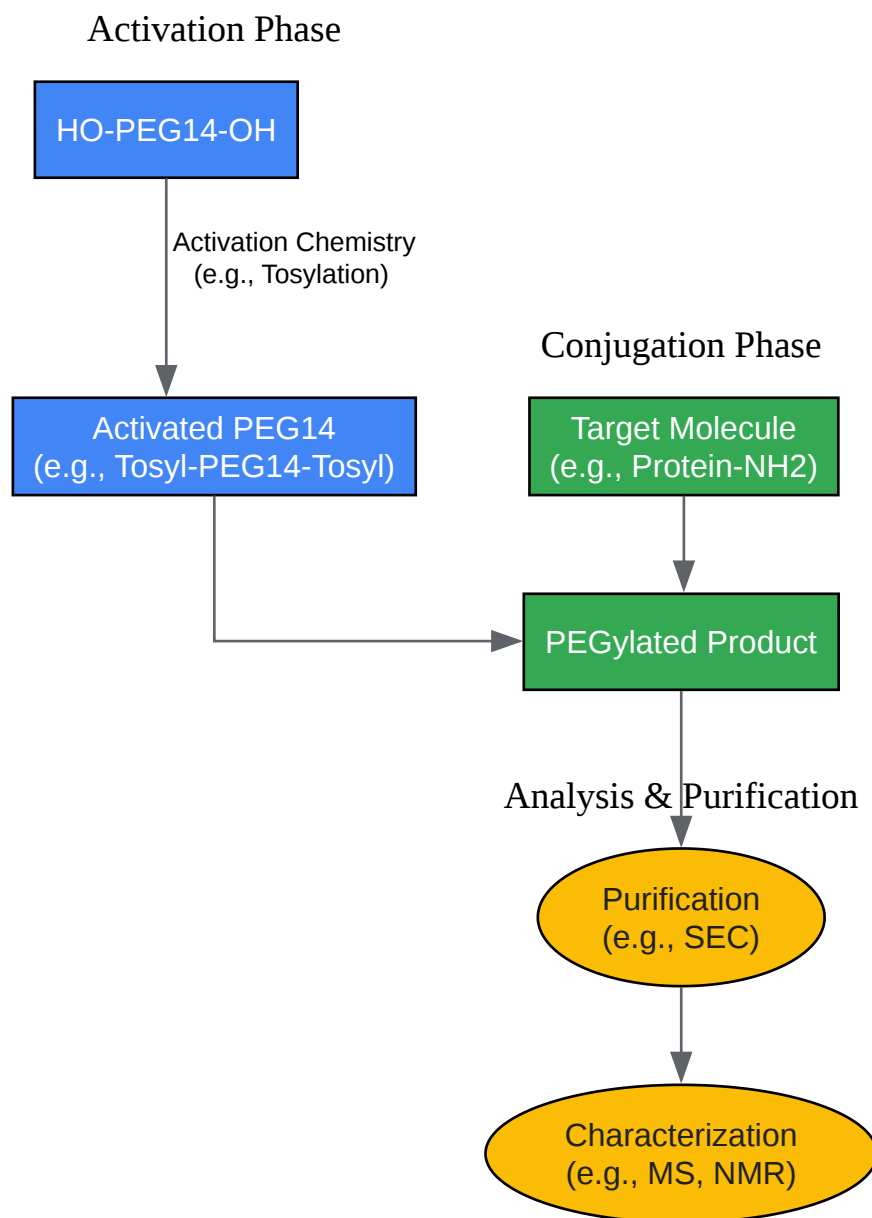 Activation Phase
HO-PEG14-OH
Activation Chemistry
(e.g., Tosylation)
Conjugation Phase
Activated PEG14
(e.g., Tosyl-PEG14-Tosyl)
Target Molecule
(e.g., Protein-NH2)
PEGylated Product
Analysis & Purification
Purification
(e.g., SEC)
Characterization
(e.g., MS, NMR)